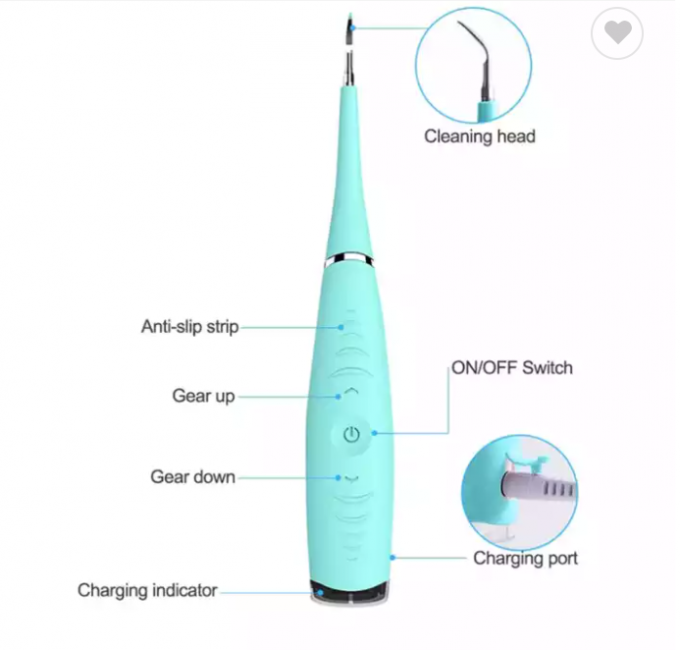 Cleaning head
Anti-slip strip
ON/OFF Switch
Gear up
Gear down
Charging port
Charging indicator